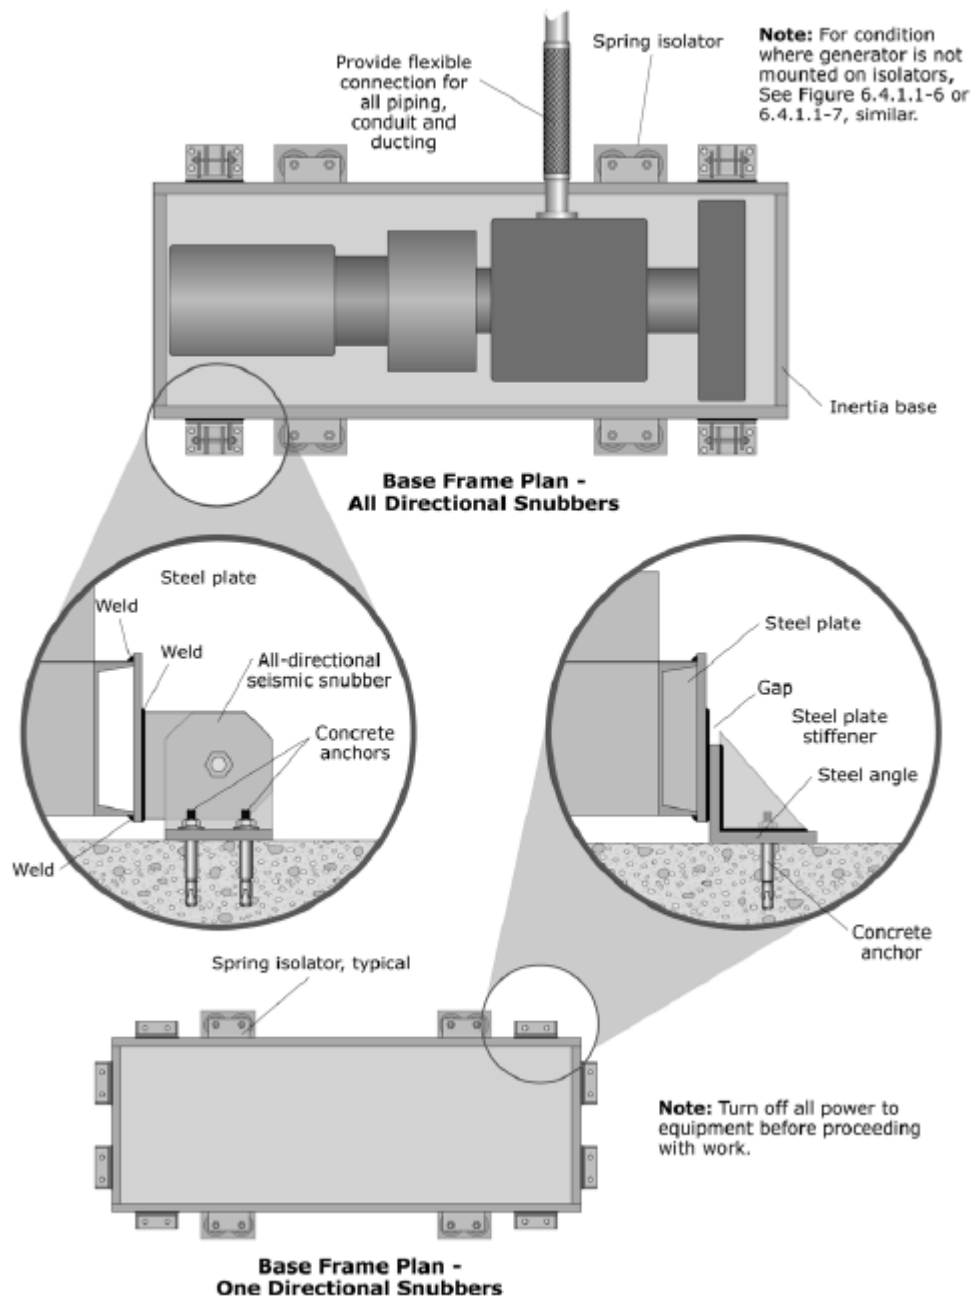 Spring isolator
Note: For condition
where generator is not
mounted on isolators,
See Figure 6.4.1.1-6 or
6.4.1.1-7, similar.
Provide flexible
connection for
all piping,
conduit and
ducting
Inertia base
Base Frame Plan -
All Directional Snubbers
Steel plate
Weld
Weld
All-directional
seismic snubber
Concrete
anchors
Weld
Steel plate
Gap
Steel plate
stiffener
Steel angle
Concrete
anchor
Spring isolator, typical
Note: Turn off all power to
equipment before proceeding
with work.
Base Frame Plan -
One Directional Snubbers